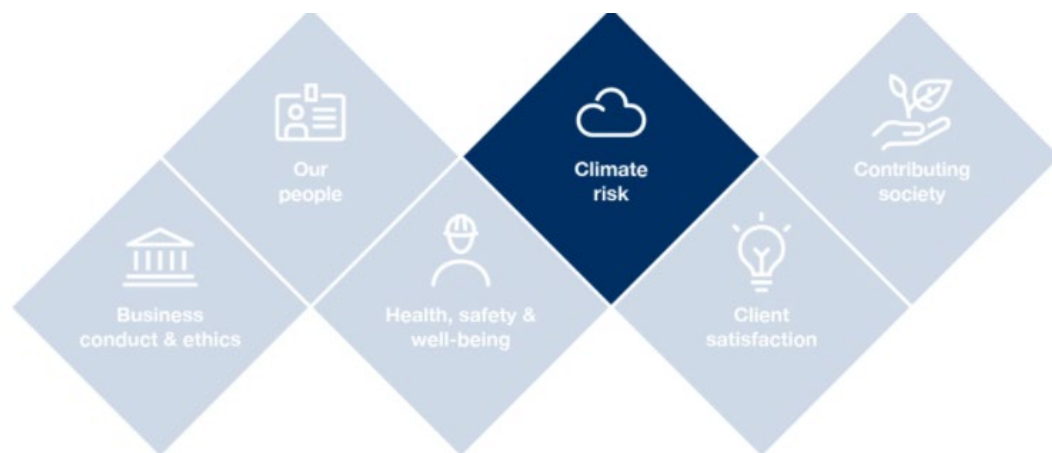 Our
people
Climate
risk
Contributing
society
Business
conduct & ethics
Health, safety &
well-being
Client
satisfaction